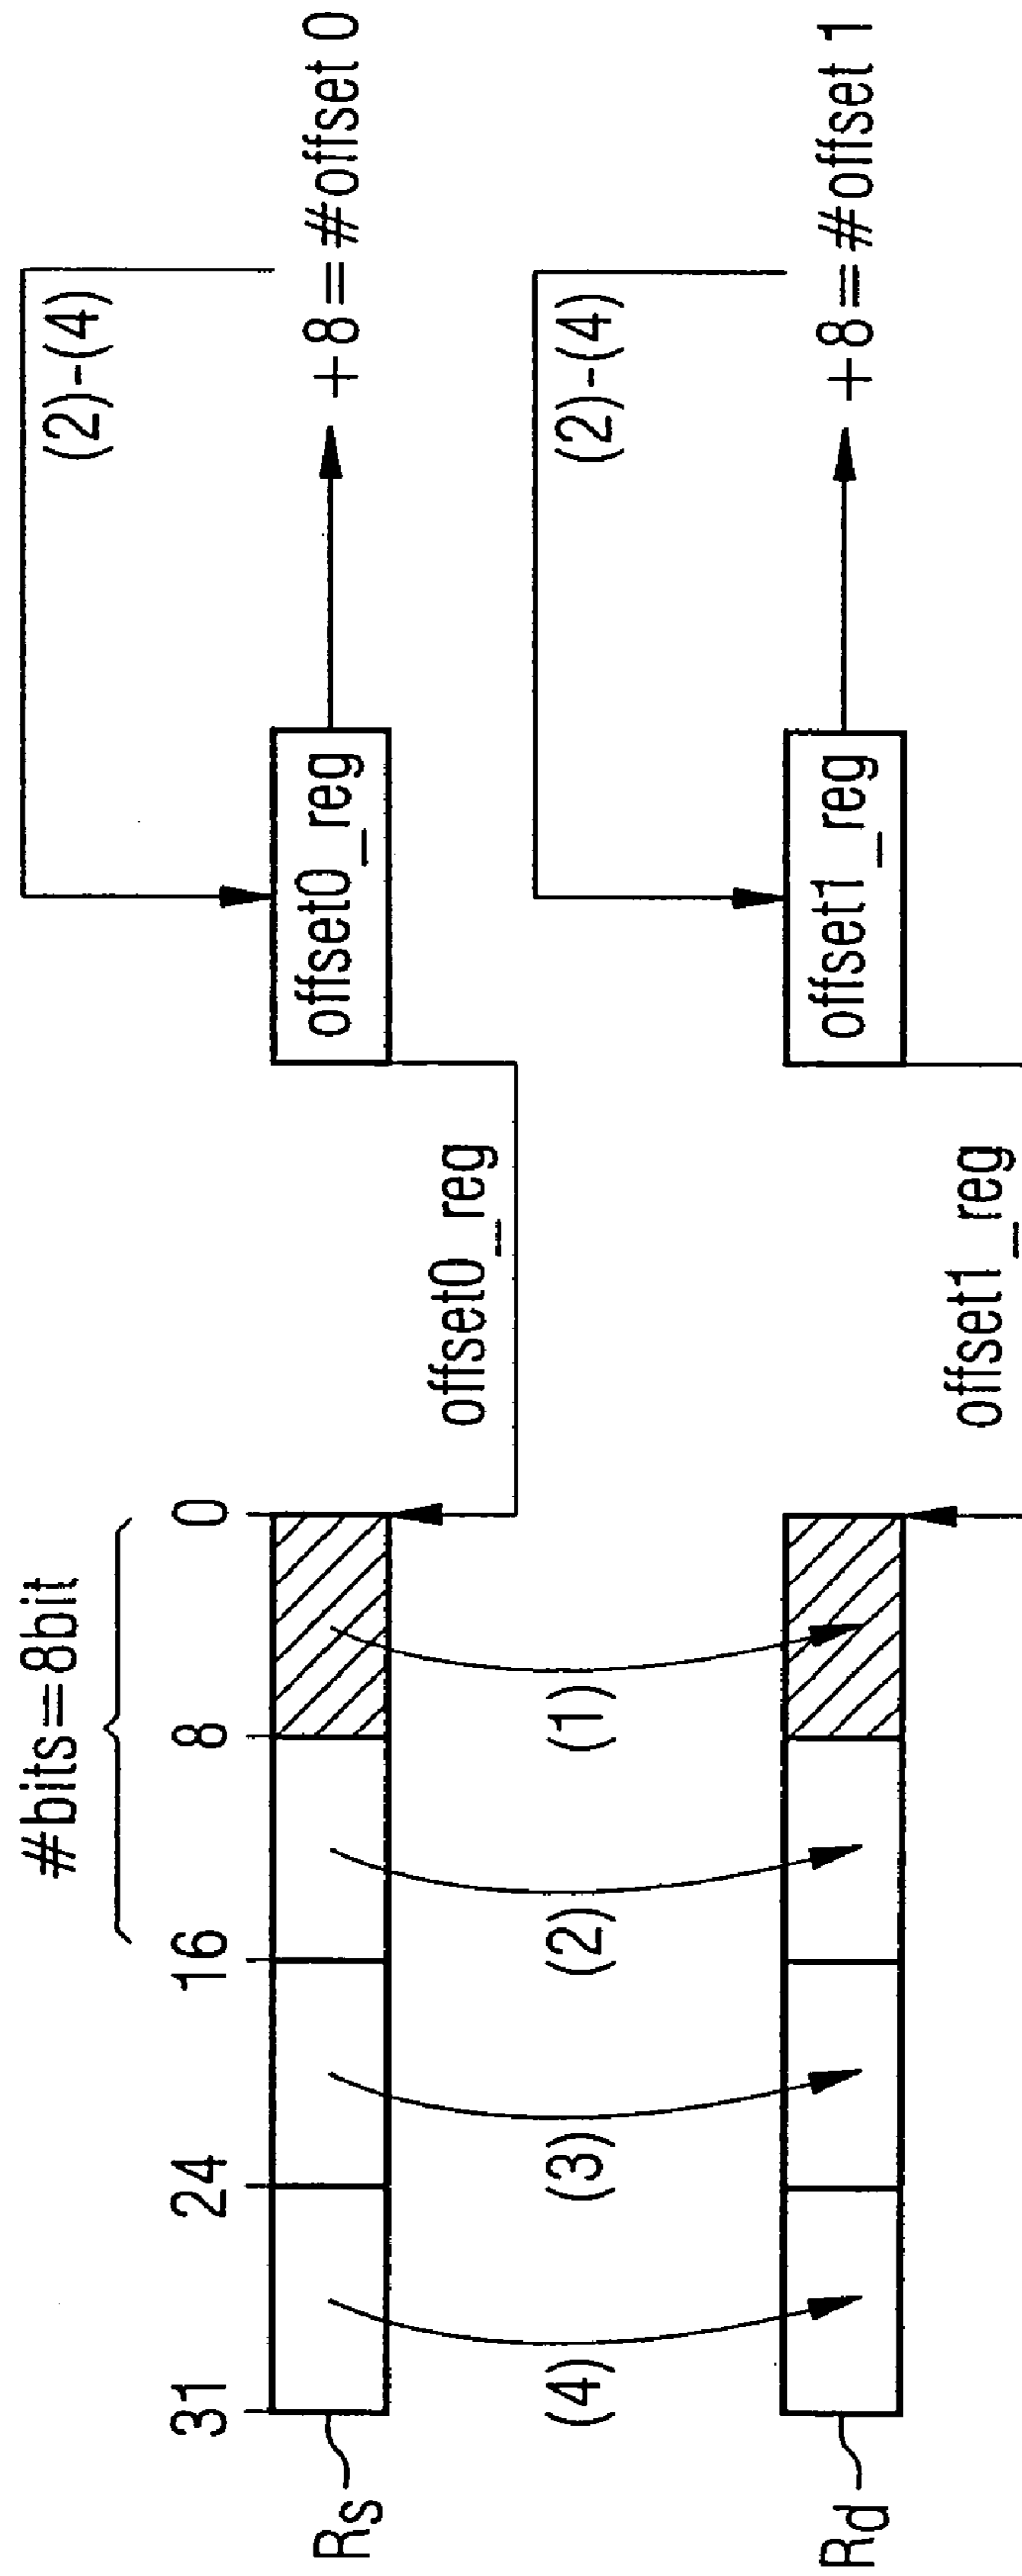 #bits=8bit
31 24 16 8 0
Rs
(2)-(4)
offset0_reg
+8=#offset 0
offset0_reg
(4) (3) (2) (1)
Rd
(2)-(4)
offset1_reg
+8=#offset 1
offset1_reg